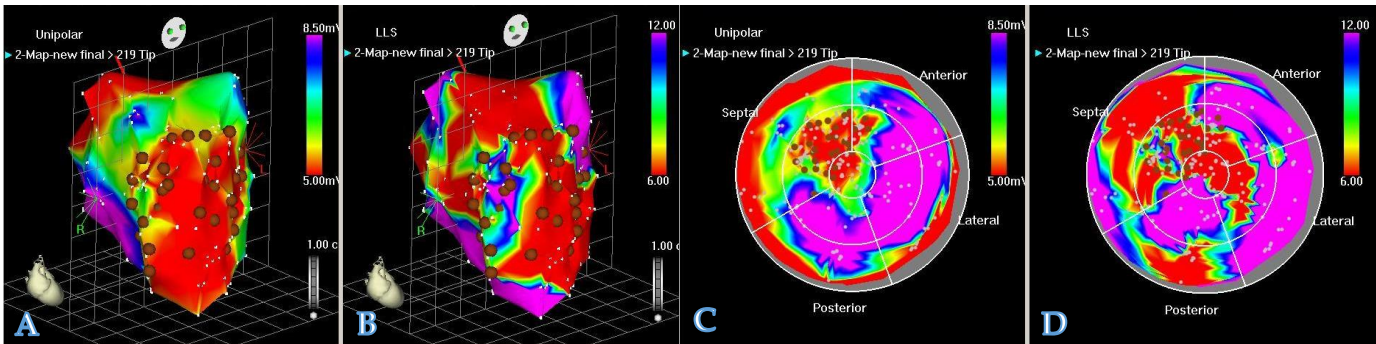 Unipolar
2-Map-new final > 219 Tip
8.50mV
5.00mV
R
1.00 c
A
LLS
2-Map-new final > 219 Tip
12.00
6.00
R
1.00 c
B
Unipolar
2-Map-new final > 219 Tip
8.50mV
5.00mV
Anterior
Septal
Lateral
Posterior
C
LLS
2-Map-new final > 219 Tip
12.00
6.00
Anterior
Septal
Lateral
Posterior
D